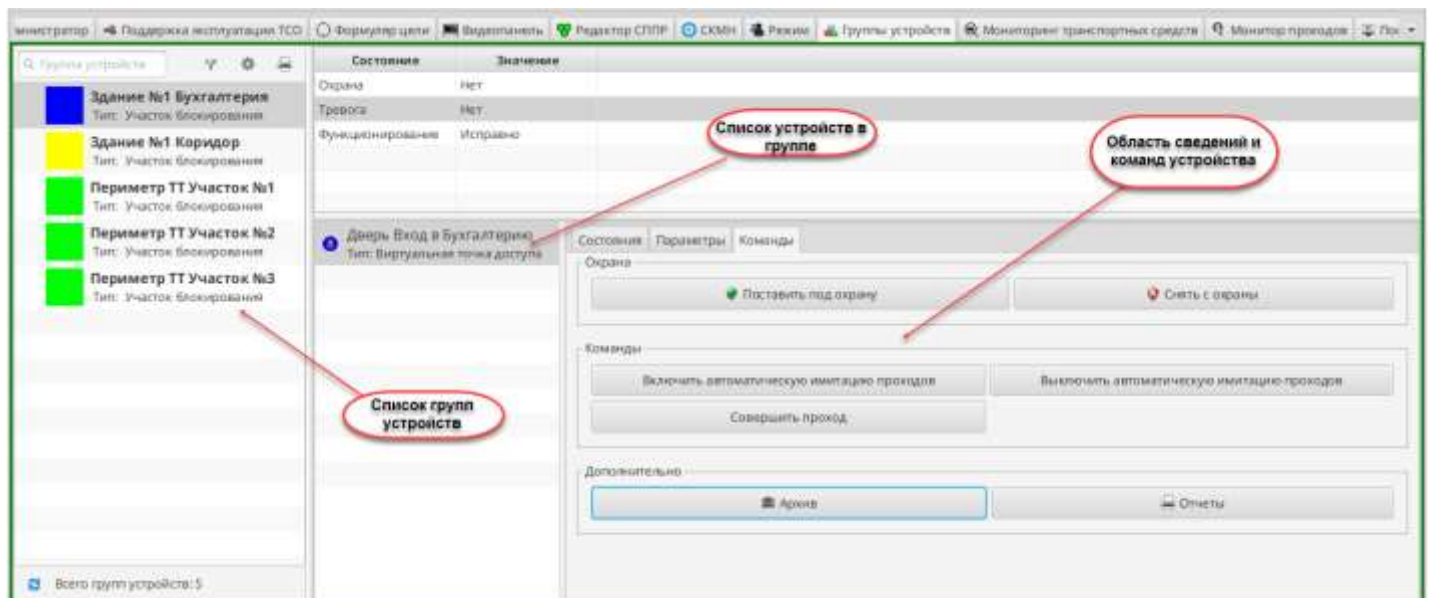 министратор Поддержка эксплуатации ТСО Формуляр цели Видеопанель Редактор СППР СКМН Режим Группы устройств Мониторинг транспортных средств Монитор проходов Пос
Группа устройств
Состояние Значение
Охрана Нет
Тревога Нет
Функционирование Исправно
Здание №1 Бухгалтерия
Тип: Участок блокирования
Здание №1 Коридор
Тип: Участок блокирования
Периметр ТТ Участок №1
Тип: Участок блокирования
Периметр ТТ Участок №2
Тип: Участок блокирования
Периметр ТТ Участок №3
Тип: Участок блокирования
Список устройств в
группе
Область сведений и
команд устройства
Дверь Вход в Бухгалтерию
Тип: Виртуальная точка доступа
Состояния Параметры Команды
Охрана
Поставить под охрану Снять с охраны
Команды
Включить автоматическую имитацию проходов Выключить автоматическую имитацию проходов
Совершить проход
Список групп
устройств
Дополнительно
Архив Отчеты
Всего групп устройств: 5